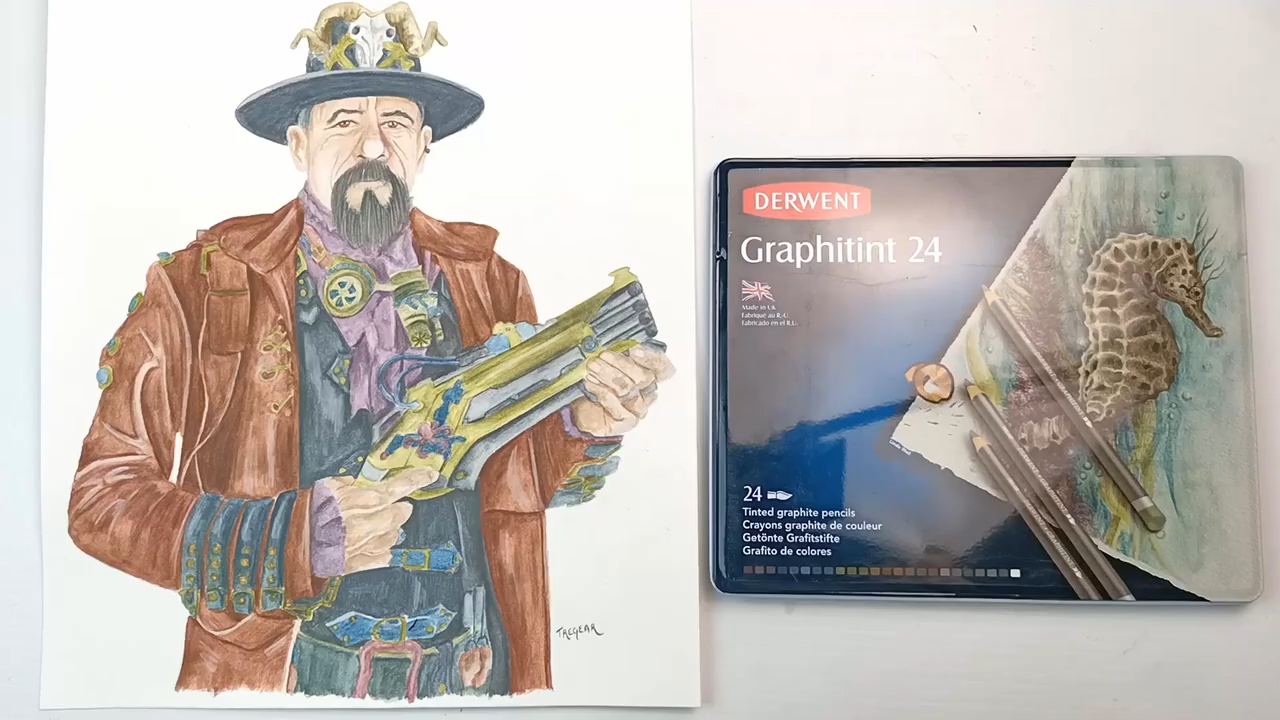 TREGEAR
DERWENT
Graphitint 24
Made in UK
Fabriqué au R.-U.
Fabricado en el R.U.
24
Tinted graphite pencils
Crayons graphite de couleur
Getönte Grafitstifte
Grafito de colores